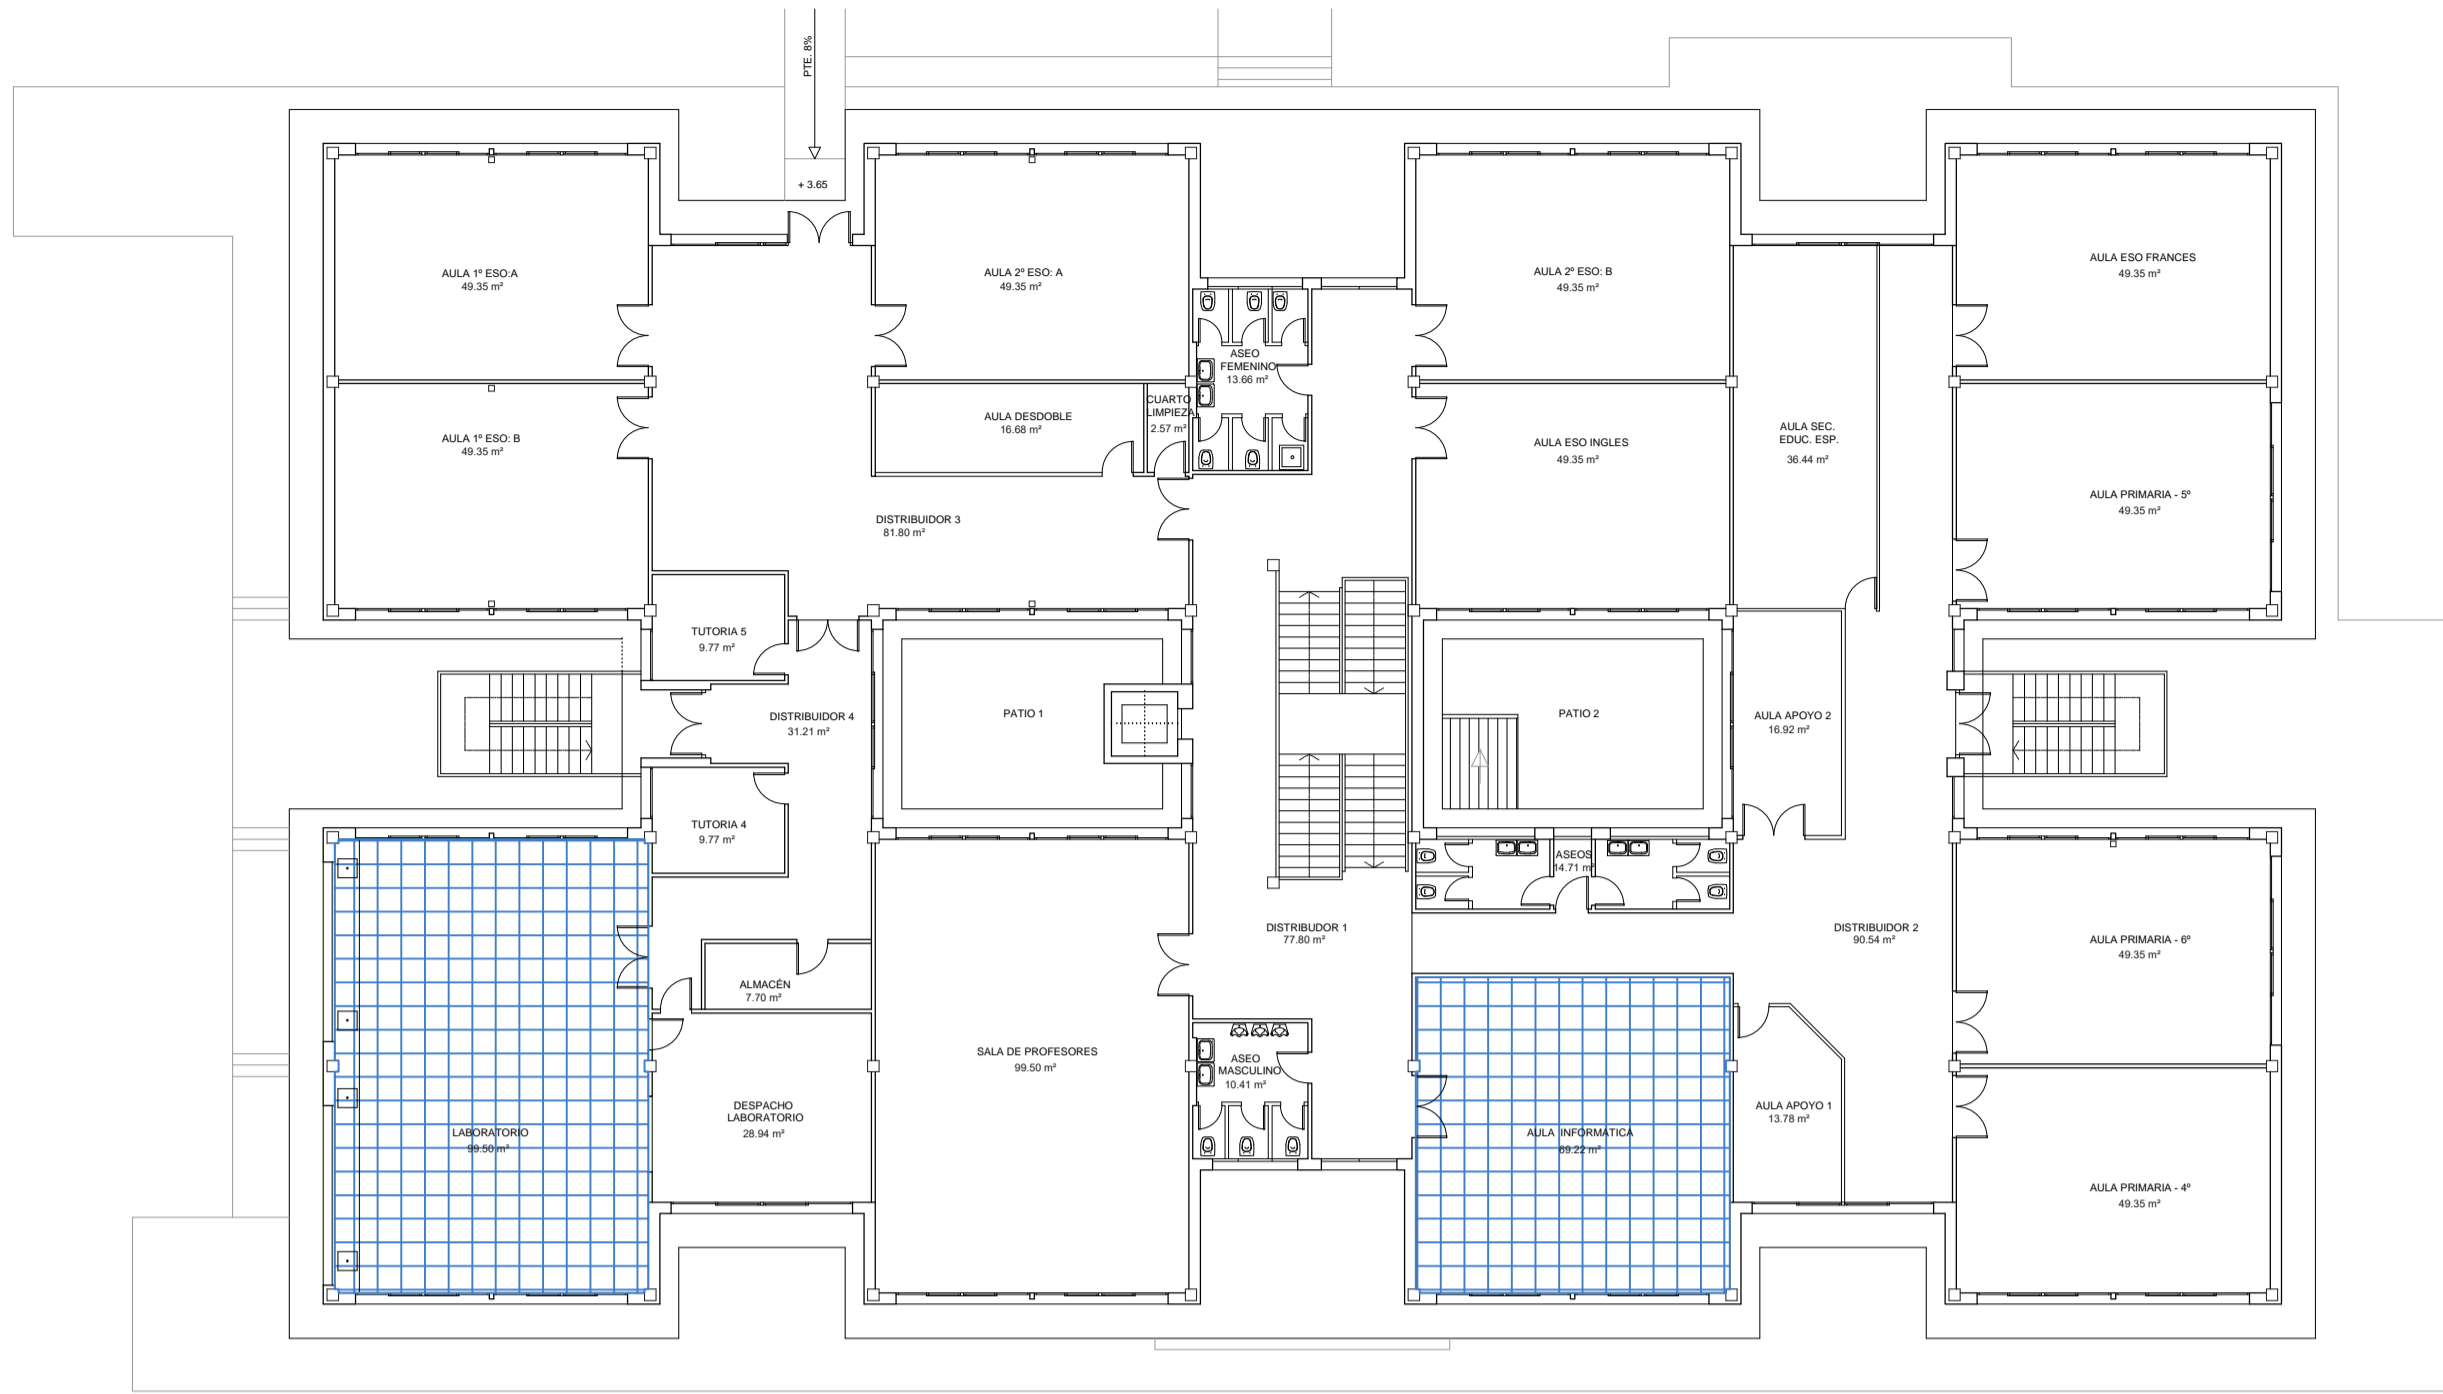 PTE. 8%
+ 3.65
AULA 1º ESO:A
49.35 m²
AULA 2º ESO: A
49.35 m²
AULA 2º ESO: B
49.35 m²
AULA ESO FRANCES
49.35 m²
ASEO
FEMENINO
13.66 m²
CUARTO
LIMPIEZA
2.57 m²
AULA DESDOBLE
16.68 m²
AULA 1º ESO: B
49.35 m²
AULA ESO INGLES
49.35 m²
AULA SEC.
EDUC. ESP.
36.44 m²
AULA PRIMARIA - 5º
49.35 m²
DISTRIBUIDOR 3
81.80 m²
TUTORIA 5
9.77 m²
DISTRIBUIDOR 4
31.21 m²
PATIO 1
PATIO 2
AULA APOYO 2
16.92 m²
TUTORIA 4
9.77 m²
ASEOS
14.71 m²
DISTRIBUDOR 1
77.80 m²
DISTRIBUIDOR 2
90.54 m²
AULA PRIMARIA - 6º
49.35 m²
ALMACÉN
7.70 m²
SALA DE PROFESORES
99.50 m²
ASEO
MASCULINO
10.41 m²
DESPACHO
LABORATORIO
28.94 m²
LABORATORIO
99.50 m²
AULA INFORMÁTICA
69.22 m²
AULA APOYO 1
13.78 m²
AULA PRIMARIA - 4º
49.35 m²